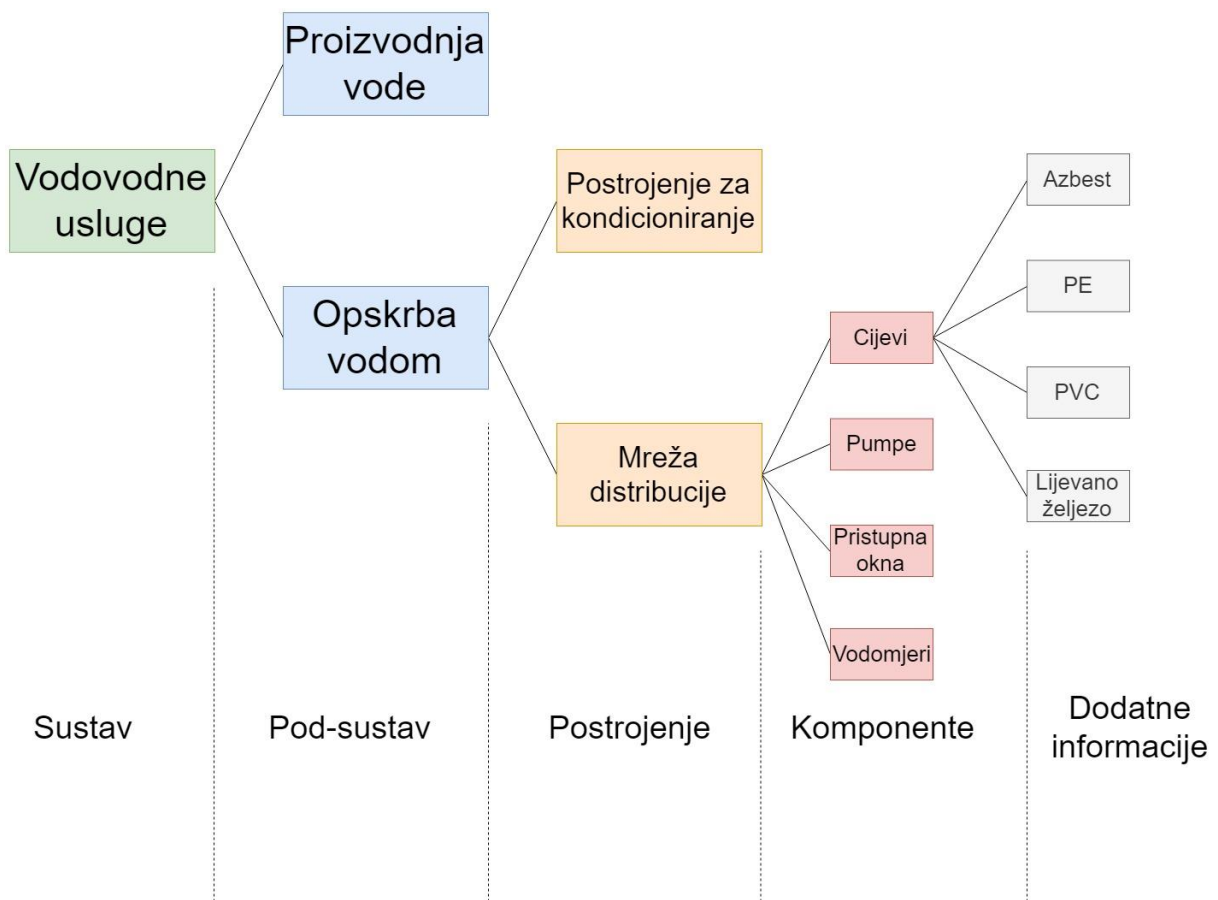 Proizvodnja
vode
Vodovodne
usluge
Postrojenje za
kondicioniranje
Azbest
Opskrba
vodom
PE
Cijevi
PVC
Mreža
distribucije
Pumpe
Lijevano
željezo
Pristupna
okna
Vodomjeri
Sustav
Pod-sustav
Postrojenje
Komponente
Dodatne
informacije